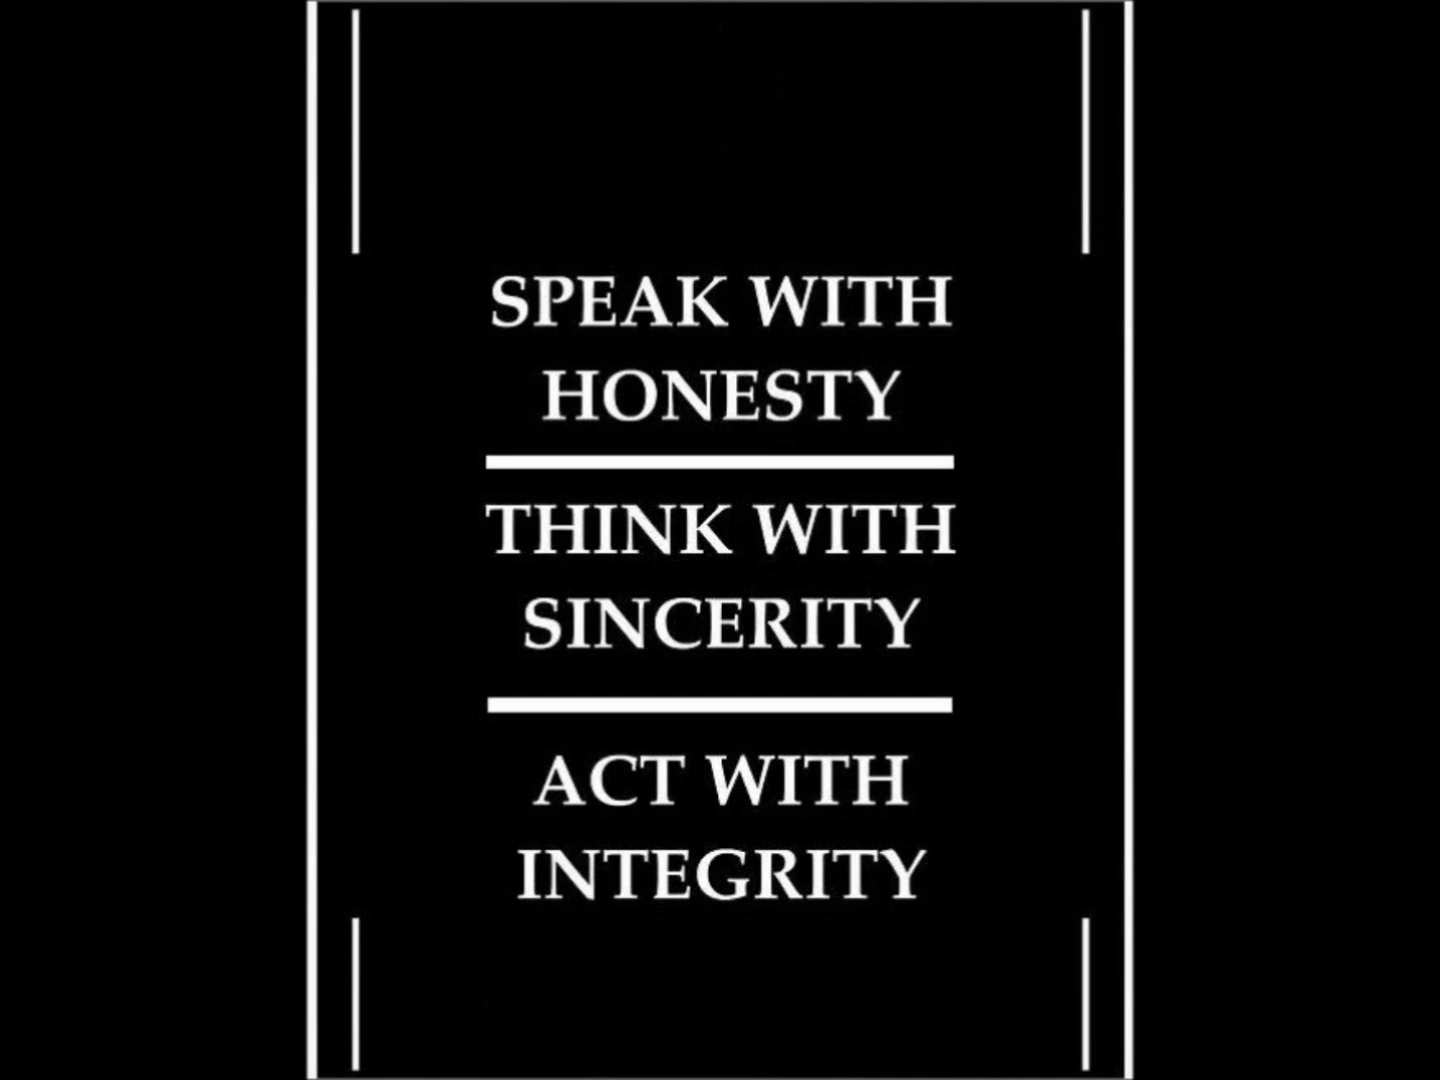 SPEAK WITH
HONESTY
THINK WITH
SINCERITY
ACT WITH
INTEGRITY